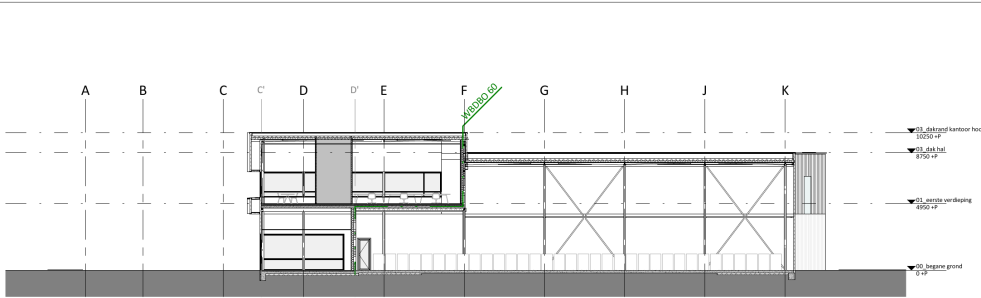 A B C C' D D' E F G H J K
WBDBO 60
03_dakrand kantoor hoo
10250 +P
03_dak hal
8750 +P
01_eerste verdieping
4950 +P
00_begane grond
0 +P